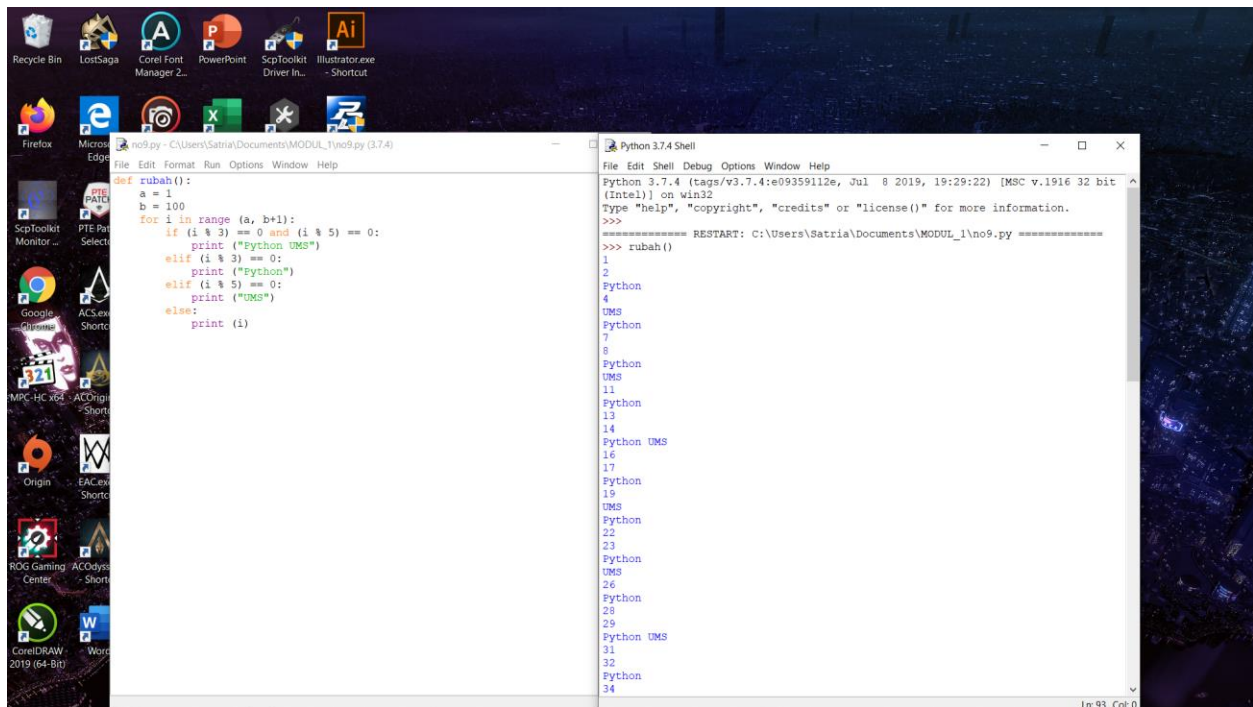 Recycle Bin
LostSaga
Corel Font
Manager 2...
PowerPoint
ScpToolkit
Driver In...
Illustrator.exe
- Shortcut
Firefox
Edge
ScpToolkit
Monitor ...
Google
Chrome
MPC-HC x64
Origin
ROG Gaming
Center
CorelDRAW
2019 (64-Bit)
Word
no9.py - C:\Users\Satria\Documents\MODUL_1\no9.py (3.7.4)
File Edit Format Run Options Window Help
def rubah():
    a = 1
    b = 100
    for i in range (a, b+1):
        if (i % 3) == 0 and (i % 5) == 0:
            print ("Python UMS")
        elif (i % 3) == 0:
            print ("Python")
        elif (i % 5) == 0:
            print ("UMS")
        else:
            print (i)
Python 3.7.4 Shell
File Edit Shell Debug Options Window Help
Python 3.7.4 (tags/v3.7.4:e09359112e, Jul  8 2019, 19:29:22) [MSC v.1916 32 bit
(Intel)] on win32
Type "help", "copyright", "credits" or "license()" for more information.
>>>
============= RESTART: C:\Users\Satria\Documents\MODUL_1\no9.py =============
>>> rubah()
1
2
Python
4
UMS
Python
7
8
Python
UMS
11
Python
13
14
Python UMS
16
17
Python
19
UMS
Python
22
23
Python
UMS
26
Python
28
29
Python UMS
31
32
Python
34
Ln: 93 Col: 0